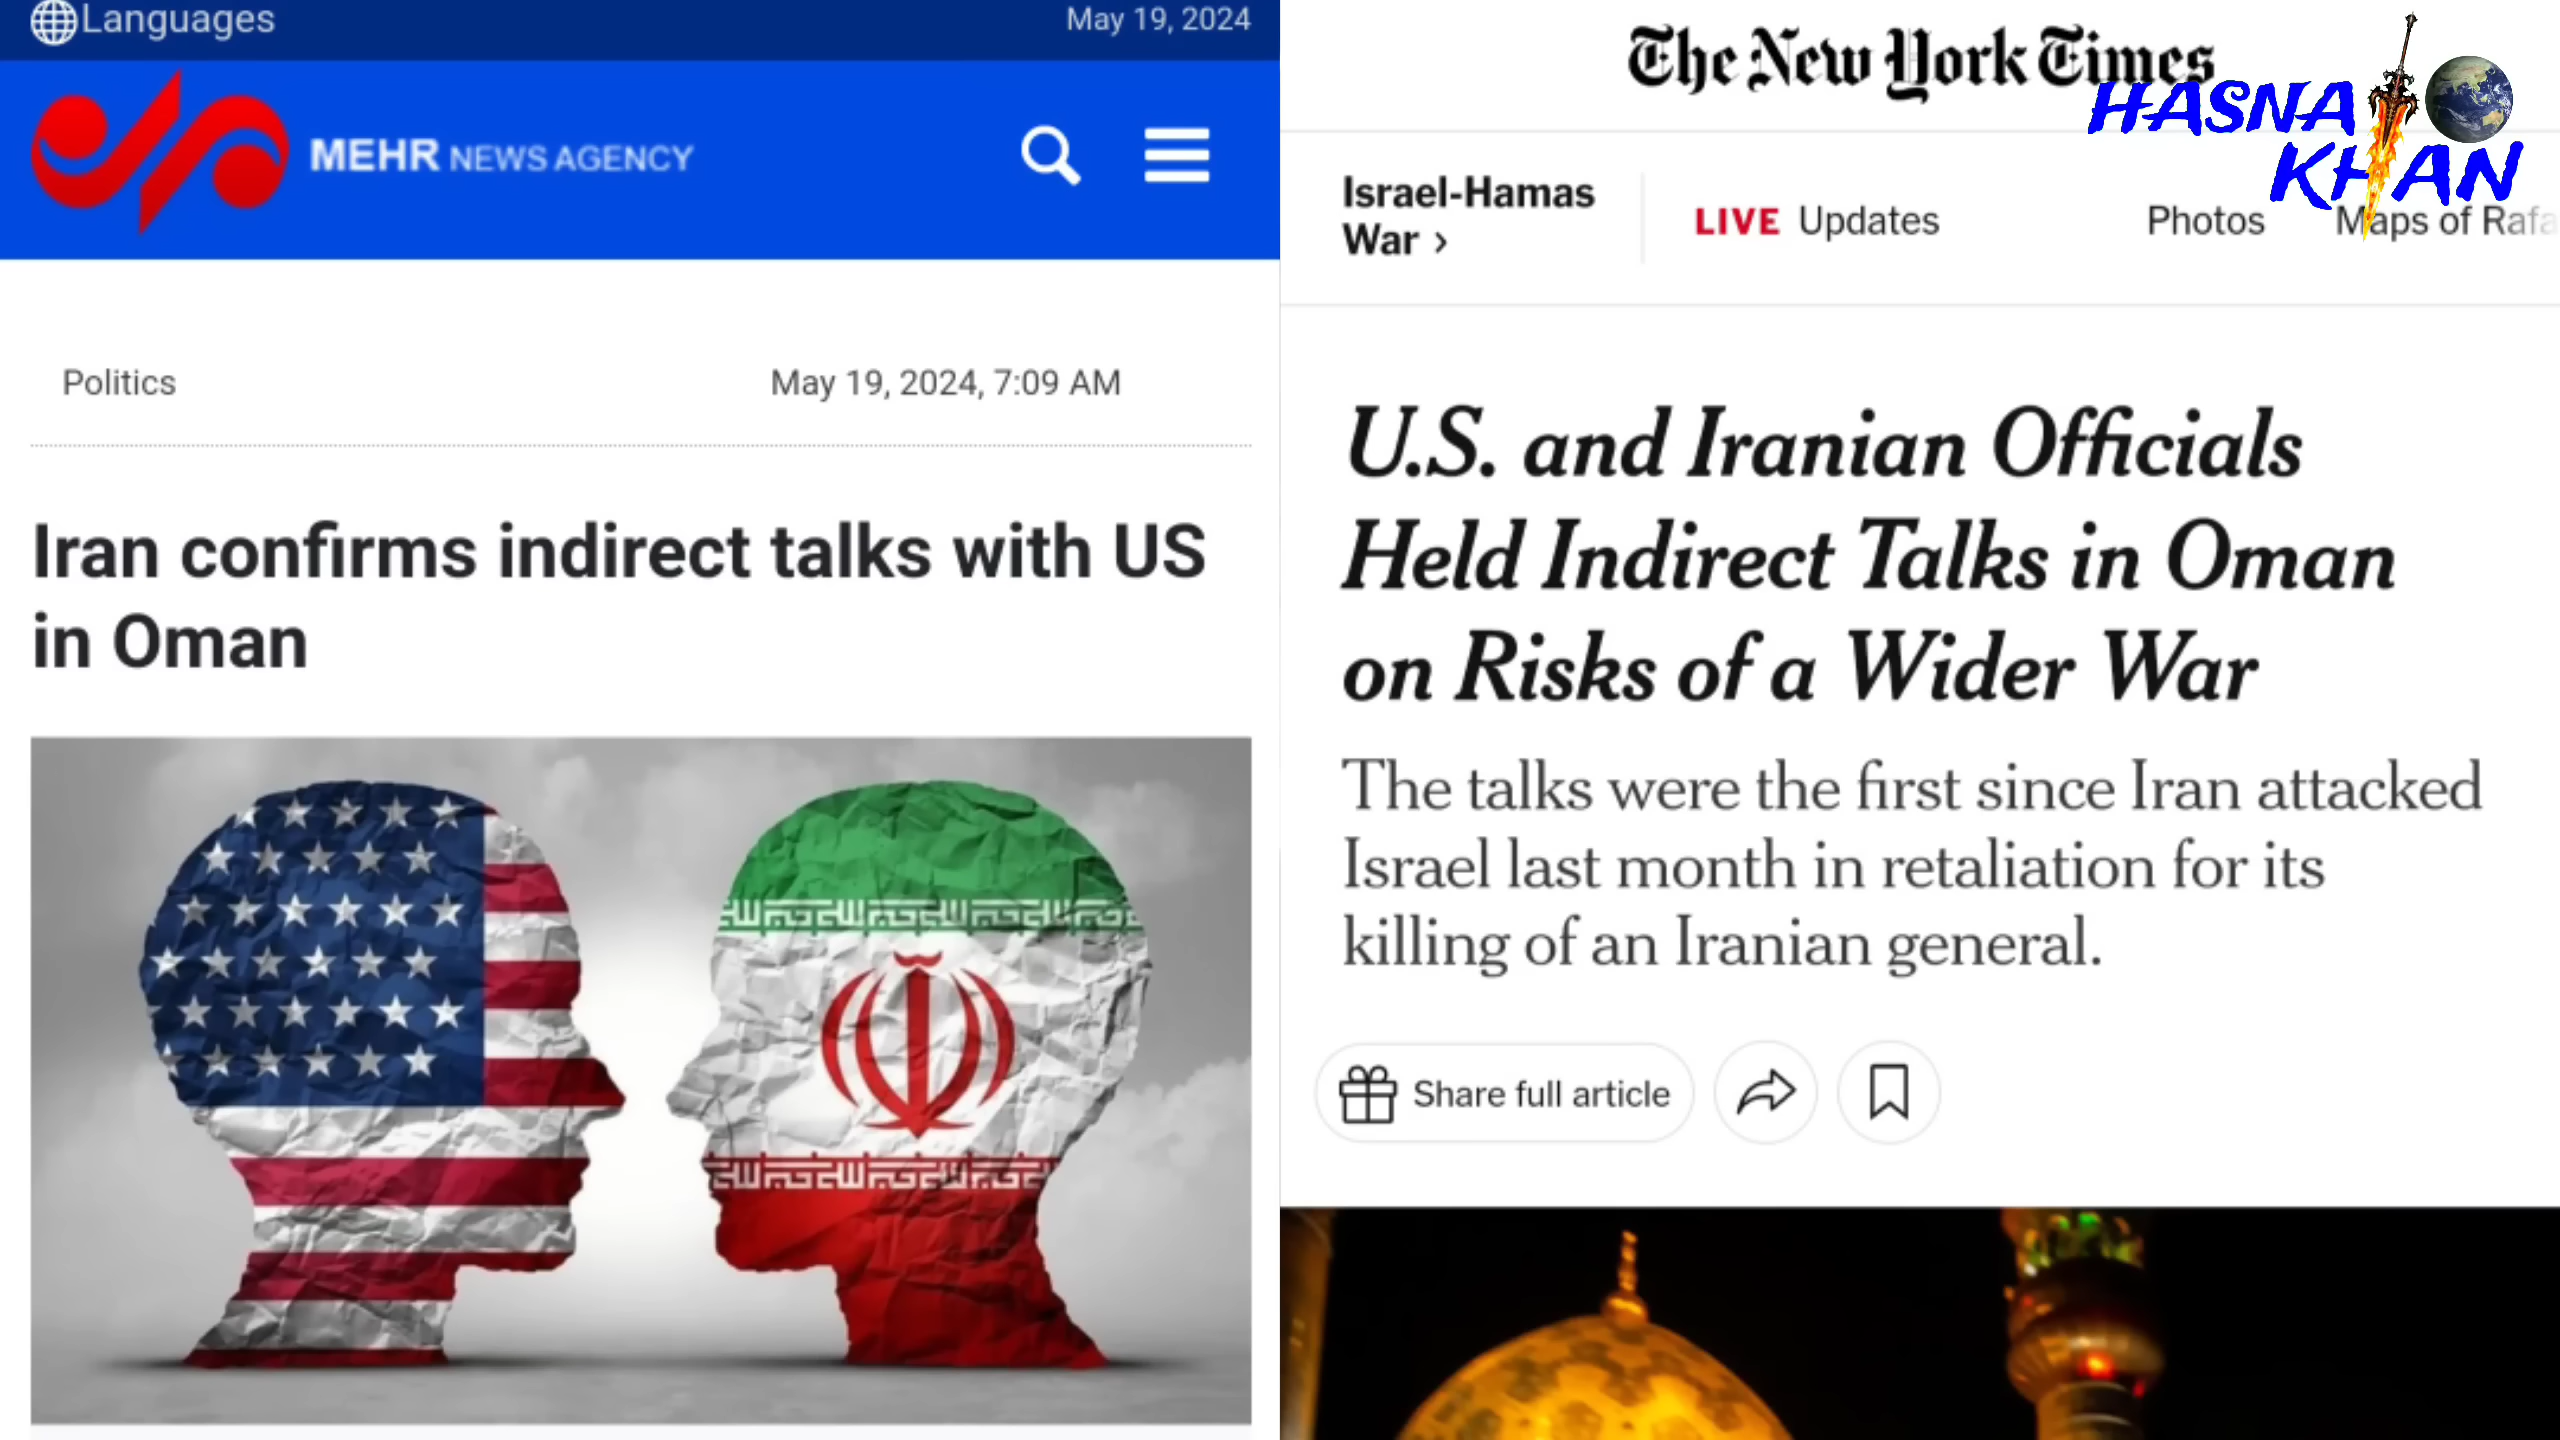 Languages
May 19, 2024
MEHR NEWS AGENCY
Politics
May 19, 2024, 7:09 AM
Iran confirms indirect talks with US
in Oman
The New York Times
HASNA
KHAN
Israel-Hamas
War ›
LIVE Updates
Photos
Maps of Rafa
U.S. and Iranian Officials
Held Indirect Talks in Oman
on Risks of a Wider War
The talks were the first since Iran attacked
Israel last month in retaliation for its
killing of an Iranian general.
Share full article